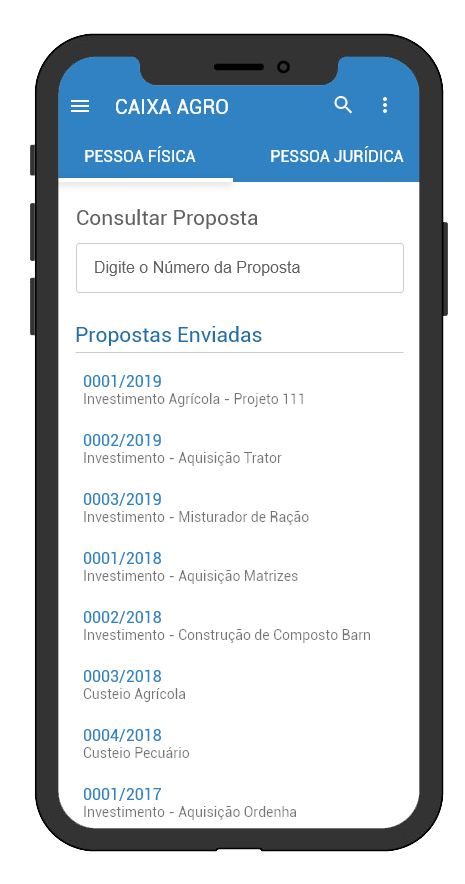 CAIXA AGRO
PESSOA FÍSICA PESSOA JURÍDICA
Consultar Proposta
Digite o Número da Proposta
Propostas Enviadas
0001/2019
Investimento Agrícola - Projeto 111
0002/2019
Investimento - Aquisição Trator
0003/2019
Investimento - Misturador de Ração
0001/2018
Investimento - Aquisição Matrizes
0002/2018
Investimento - Construção de Composto Barn
0003/2018
Custeio Agrícola
0004/2018
Custeio Pecuário
0001/2017
Investimento - Aquisição Ordenha